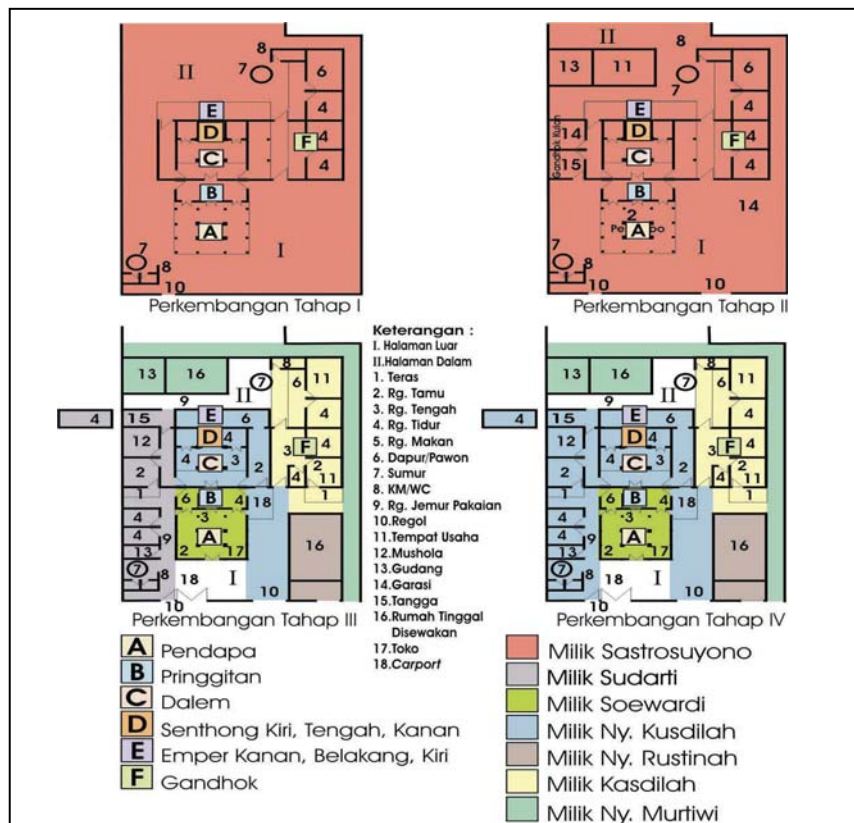 8
II
7
6
4
E
D
4
F
C
4
B
A
I
7
8
10
Perkembangan Tahap I
II
8
13
11
7
6
4
E
14
D
4
F
C
15
4
Gandhok Kulon
B
14
2
A
I
7
8
10
10
Perkembangan Tahap II
8
13
16
7
6
11
II
9
4
15
E
6
4
12
D
4
4
F
4
C
3
3
2
2
2
4
11
1
B
1
6
4
18
3
4
9
A
16
4
13
2
17
7
8
18
I
10
10
Perkembangan Tahap III
Keterangan :
I. Halaman Luar
II.Halaman Dalam
1. Teras
2. Rg. Tamu
3. Rg. Tengah
4. Rg. Tidur
5. Rg. Makan
6. Dapur/Pawon
7. Sumur
8. KM/WC
9. Rg. Jemur Pakaian
10.Regol
11.Tempat Usaha
12.Mushola
13.Gudang
14.Garasi
15.Tangga
16.Rumah Tinggal
Disewakan
17.Toko
18.Carport
8
13
16
7
6
11
II
9
4
15
E
6
4
12
D
4
4
F
4
C
3
3
2
2
2
4
11
1
B
1
6
4
18
3
4
9
A
16
4
13
2
17
7
8
18
I
10
10
Perkembangan Tahap IV
A Pendapa
B Pringgitan
C Dalem
D Senthong Kiri, Tengah, Kanan
E Emper Kanan, Belakang, Kiri
F Gandhok
Milik Sastrosuyono
Milik Sudarti
Milik Soewardi
Milik Ny. Kusdilah
Milik Ny. Rustinah
Milik Kasdilah
Milik Ny. Murtiwi